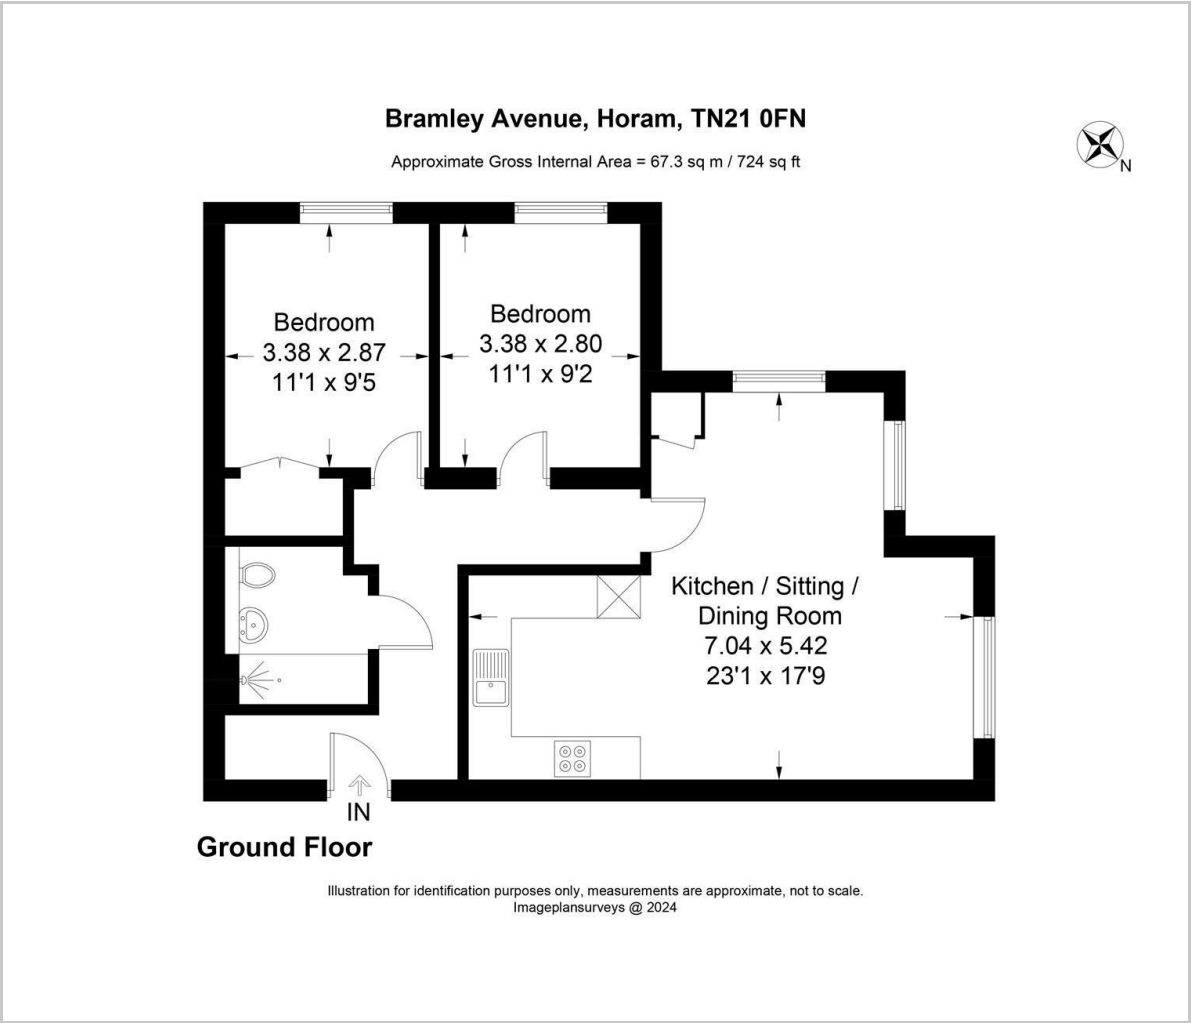 Bramley Avenue, Horam, TN21 0FN
Approximate Gross Internal Area = 67.3 sq m / 724 sq ft
N
Bedroom
3.38 x 2.87
11'1 x 9'5
Bedroom
3.38 x 2.80
11'1 x 9'2
Kitchen / Sitting /
Dining Room
7.04 x 5.42
23'1 x 17'9
IN
Ground Floor
Illustration for identification purposes only, measurements are approximate, not to scale.
Imageplansurveys @ 2024